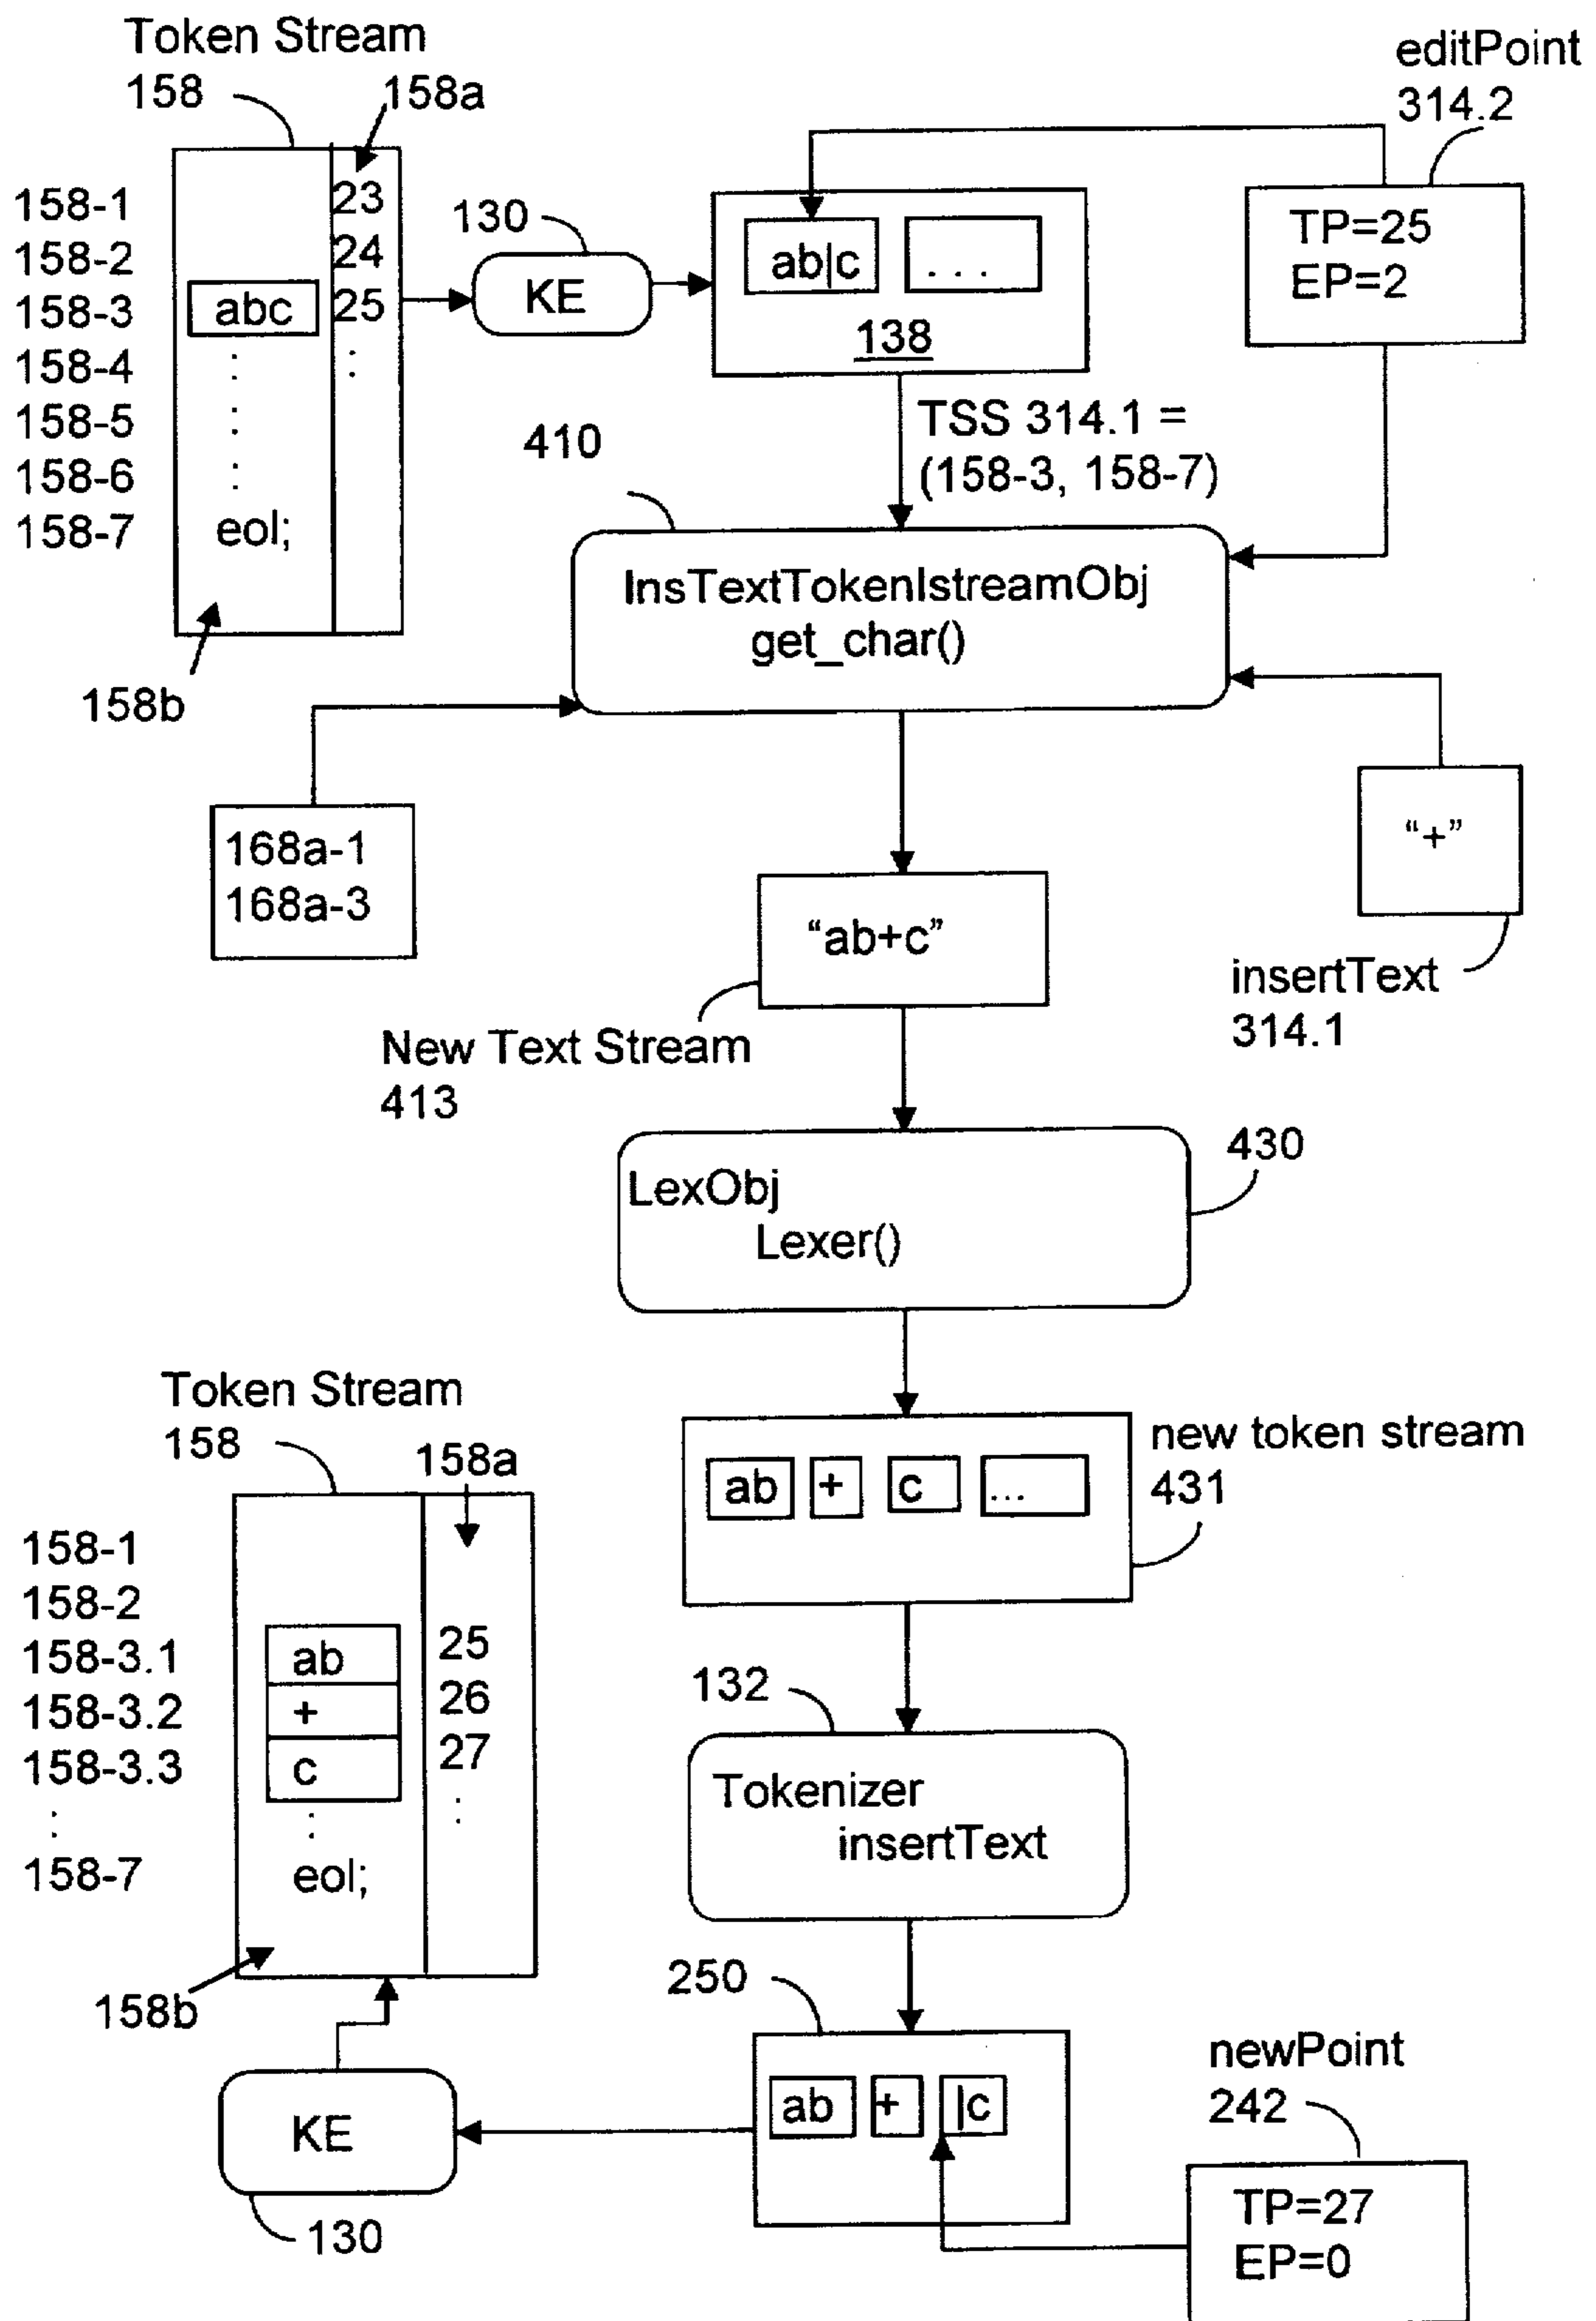 Token Stream
158
158a
editPoint
314.2
158-1
158-2
158-3
158-4
158-5
158-6
158-7
23
24
abc 25
: :
:
:
eol;
158b
130
KE
ab|c . . .
138
TP=25
EP=2
TSS 314.1 =
(158-3, 158-7)
410
InsTextTokenIstreamObj
get_char()
168a-1
168a-3
“+”
insertText
314.1
“ab+c”
New Text Stream
413
LexObj
Lexer()
430
ab + c ...
new token stream
431
Token Stream
158
158a
158-1
158-2
158-3.1 ab 25
158-3.2 + 26
158-3.3 c 27
: : :
158-7 eol;
158b
132
Tokenizer
insertText
250
ab + |c
newPoint
242
TP=27
EP=0
KE
130